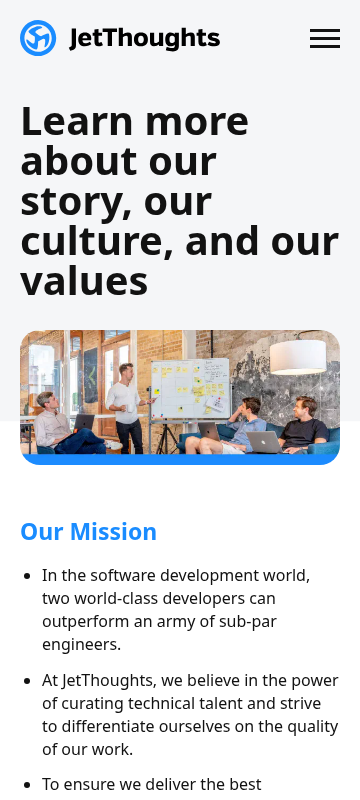 JetThoughts
Learn more
about our
story, our
culture, and our
values
Our Mission
In the software development world,
two world-class developers can
outperform an army of sub-par
engineers.
At JetThoughts, we believe in the power
of curating technical talent and strive
to differentiate ourselves on the quality
of our work.
To ensure we deliver the best